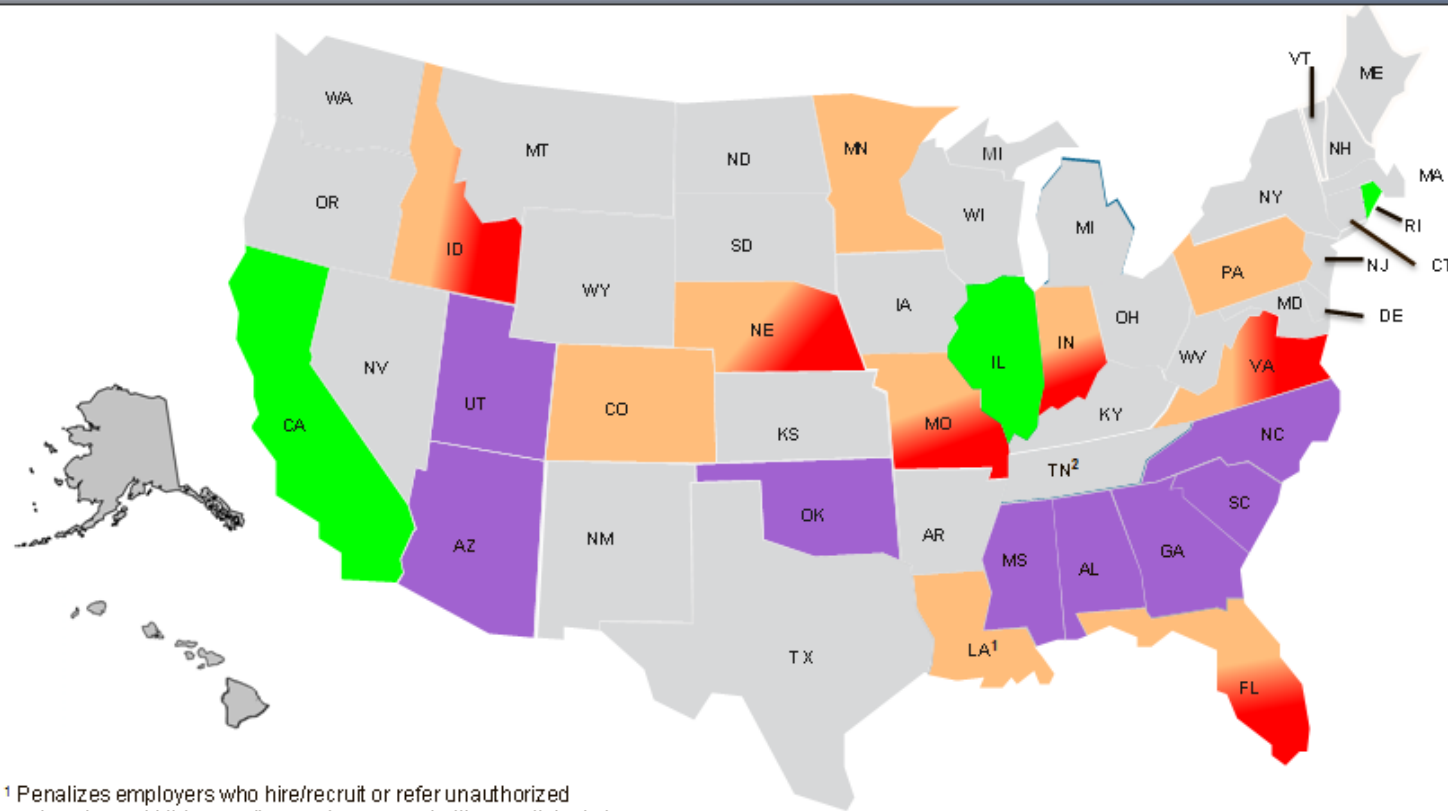 VT
ME
WA
MT
ND
MN
MI
NH
MA
OR
ID
SD
WI
MI
NY
RI
CT
WY
IA
PA
NJ
NE
OH
MD
DE
NV
UT
CO
IL
IN
WV
VA
CA
KS
MO
KY
NC
TN²
AZ
NM
OK
AR
SC
MS
AL
GA
TX
LA¹
FL
¹ Penalizes employers who hire/recruit or refer unauthorized